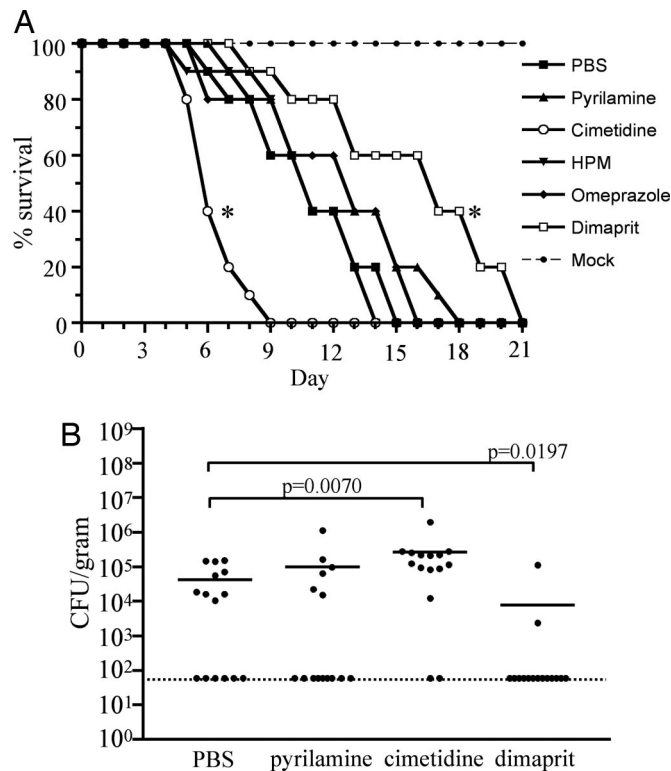 A
% survival
100
80
60
40
20
0
*
*
0 3 6 9 12 15 18 21
Day
PBS
Pyrilamine
Cimetidine
HPM
Omeprazole
Dimaprit
Mock
B
CFU/gram
10⁹
10⁸
10⁷
10⁶
10⁵
10⁴
10³
10²
10¹
10⁰
p=0.0197
p=0.0070
PBS pyrilamine cimetidine dimaprit